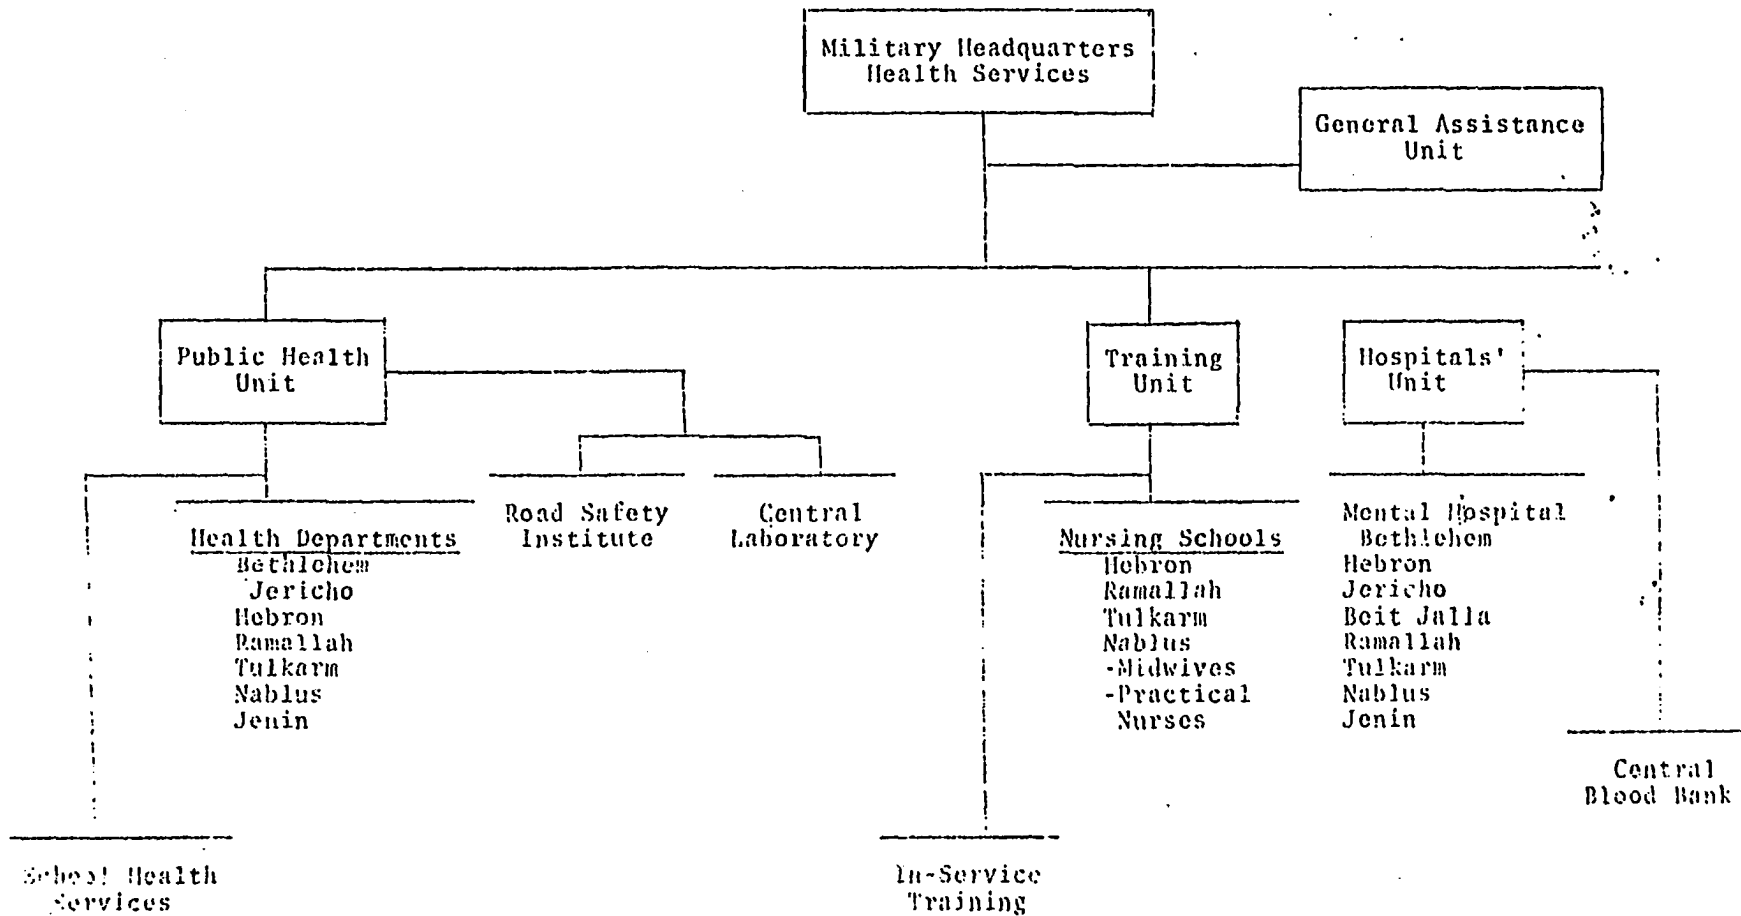 Military Headquarters
Health Services
General Assistance
Unit
Public Health
Unit
Training
Unit
Hospitals'
Unit
Health Departments
Bethlehem
Jericho
Hebron
Ramallah
Tulkarm
Nablus
Jenin
Road Safety
Institute
Central
Laboratory
Nursing Schools
Hebron
Ramallah
Tulkarm
Nablus
-Midwives
-Practical
Nurses
Mental Hospital
Bethlehem
Hebron
Jericho
Beit Jalla
Ramallah
Tulkarm
Nablus
Jenin
Central
Blood Bank
School Health
Services
In-Service
Training